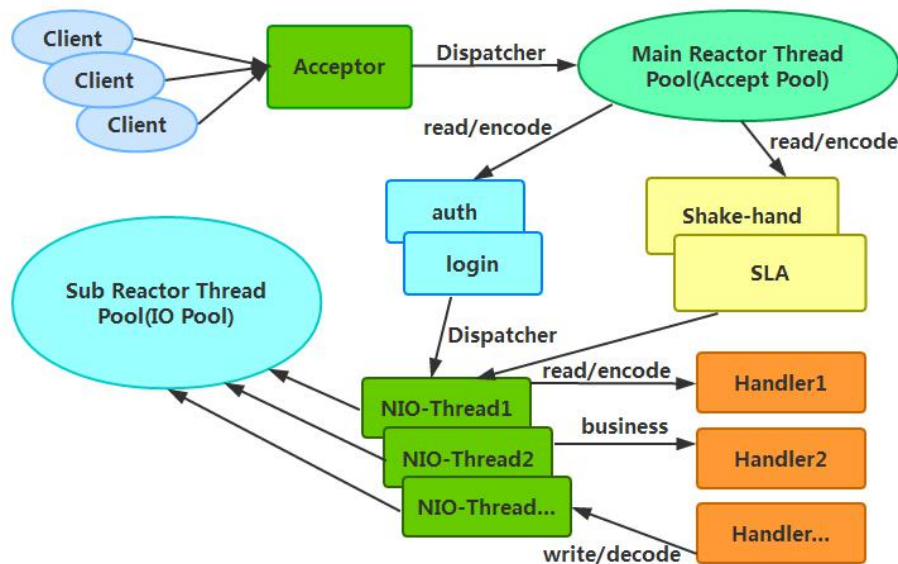 Client
Client
Client
Acceptor
Dispatcher
Main Reactor Thread
Pool(Accept Pool)
read/encode
read/encode
auth
login
Shake-hand
SLA
Sub Reactor Thread
Pool(IO Pool)
Dispatcher
NIO-Thread1
read/encode
Handler1
NIO-Thread2
business
Handler2
NIO-Thread...
write/decode
Handler...